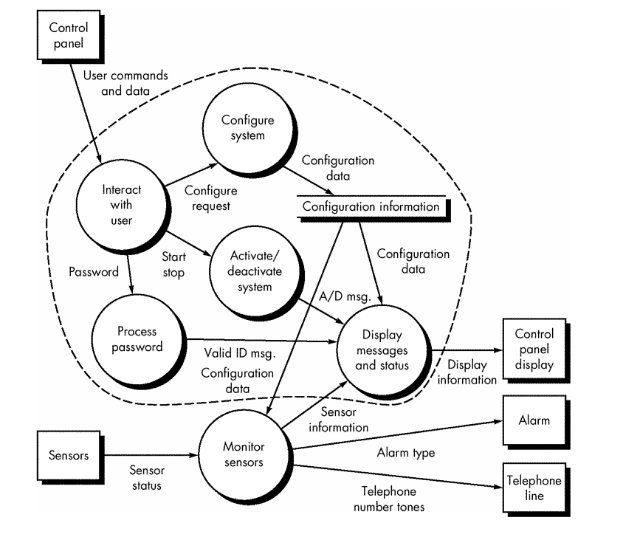 Control
panel
User commands
and data
Configure
system
Configuration
data
Interact
with
user
Configure
request
Configuration information
Password
Start
stop
Activate/
deactivate
system
Configuration
data
A/D msg.
Process
password
Valid ID msg.
Configuration
data
Display
messages
and status
Control
panel
display
Display
information
Sensor
information
Alarm
Sensors
Sensor
status
Monitor
sensors
Alarm type
Telephone
number tones
Telephone
line